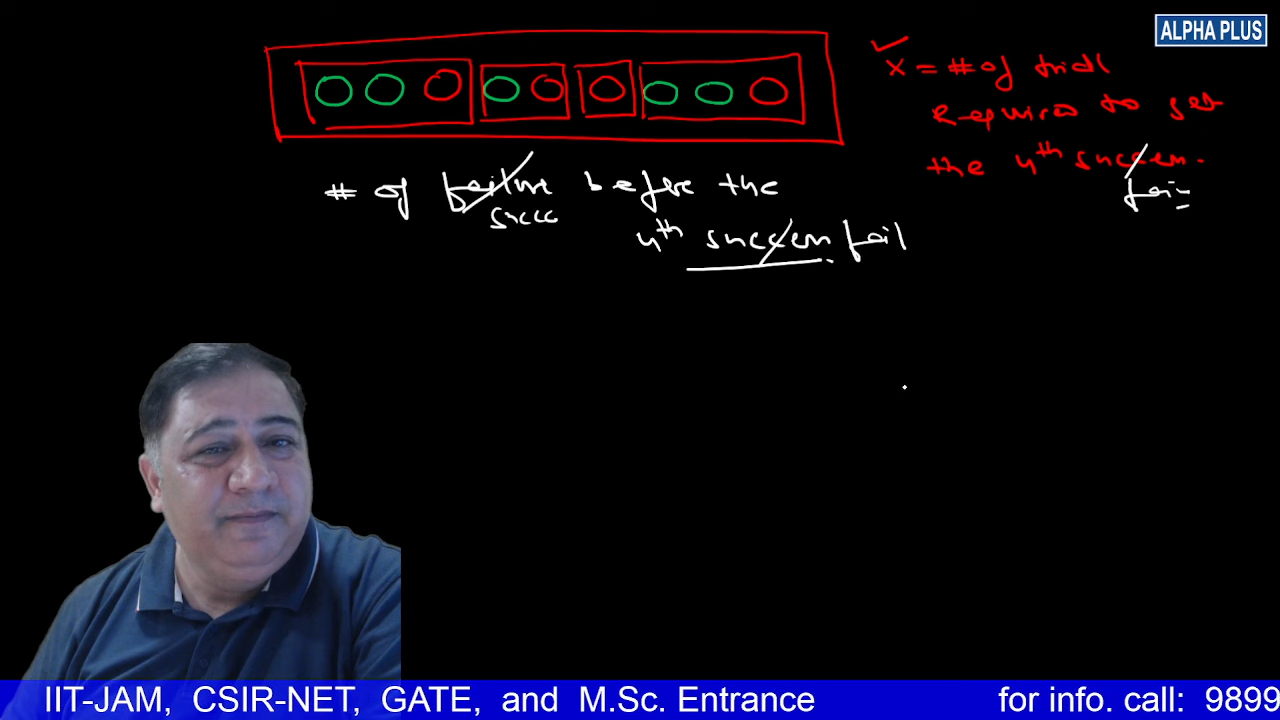 ALPHA PLUS
X = # of trial
required to get
the 4th success.
fai
# of failure before the
succ
4th success fail
IIT-JAM, CSIR-NET, GATE, and M.Sc. Entrance for info. call: 9899